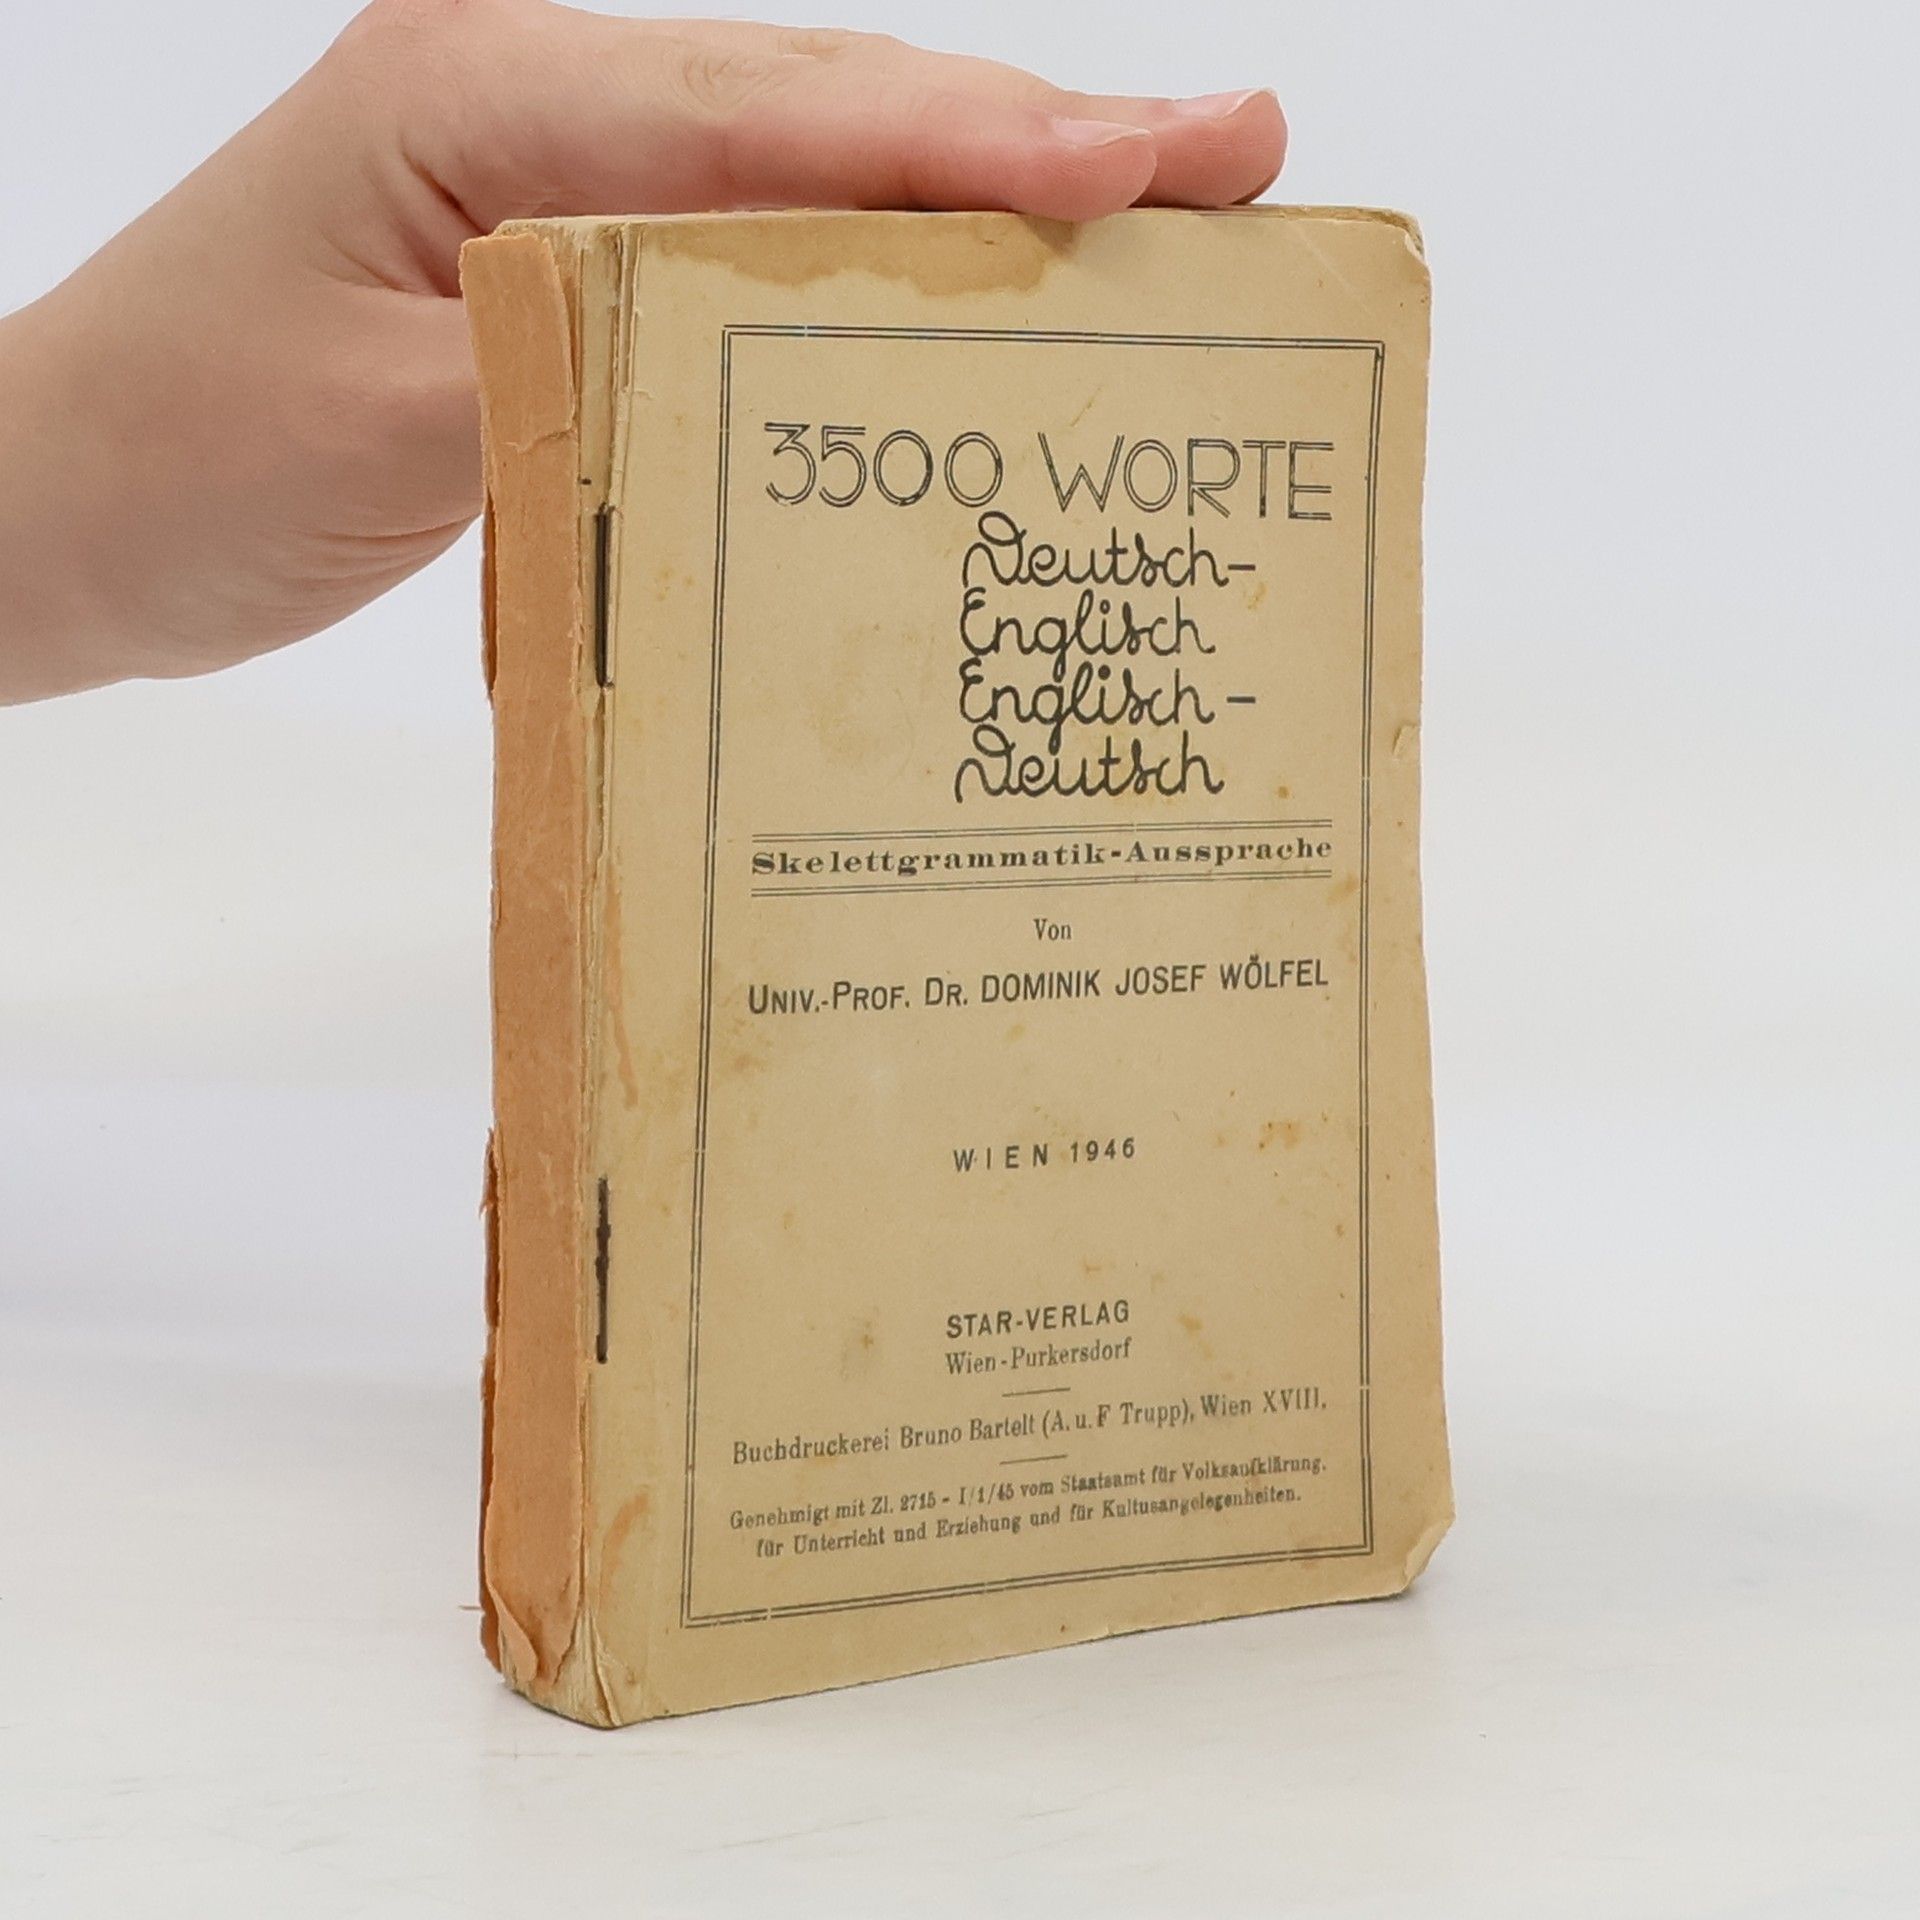 3500 WORTE
Deutsch-
Englisch
Englisch-
Deutsch
Skelettgrammatik-Aussprache
Von
UNIV.-PROF. DR. DOMINIK JOSEF WÖLFEL
WIEN 1946
STAR-VERLAG
Wien-Purkersdorf
Buchdruckerei Bruno Bartelt (A. u. F Trupp), Wien XVIII.
Genehmigt mit Zl. 2715 - I/1/45 vom Staatsamt für Volksaufklärung.
für Unterricht und Erziehung und für Kultusangelegenheiten.